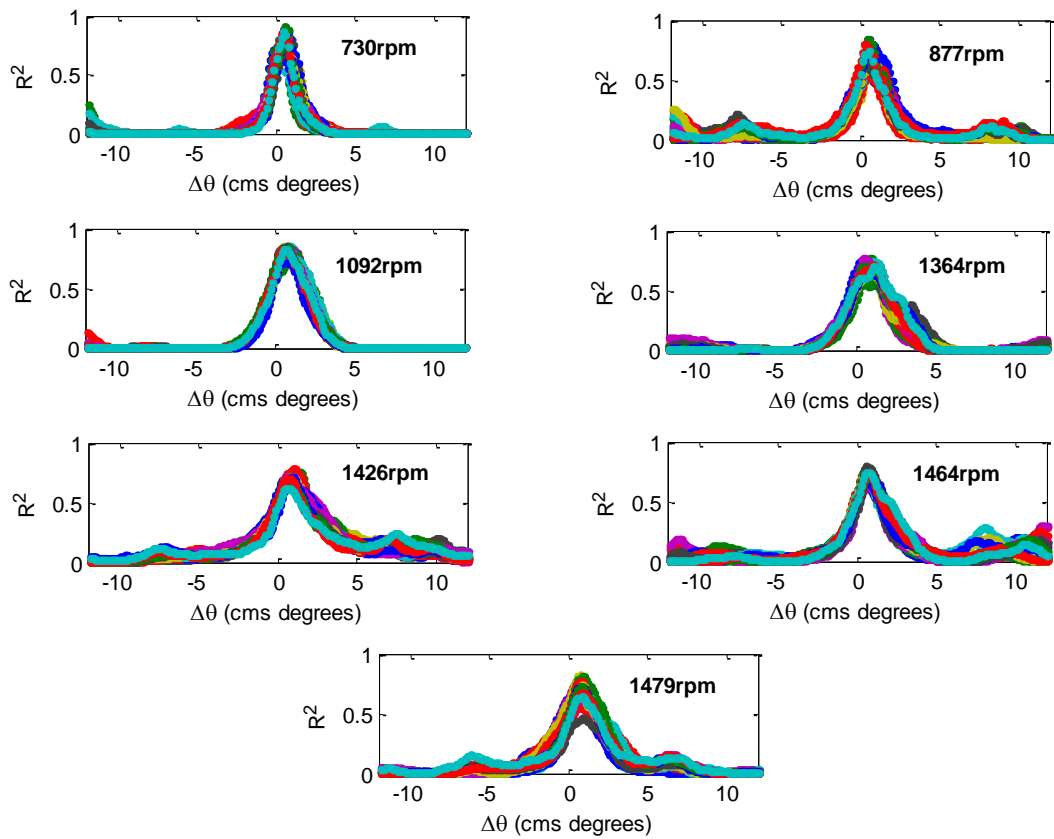 1
730rpm
0.5
R²
0
-10 -5 0 5 10
Δθ (cms degrees)
1
877rpm
0.5
R²
0
-10 -5 0 5 10
Δθ (cms degrees)
1
1092rpm
0.5
R²
0
-10 -5 0 5 10
Δθ (cms degrees)
1
1364rpm
0.5
R²
0
-10 -5 0 5 10
Δθ (cms degrees)
1
1426rpm
0.5
R²
0
-10 -5 0 5 10
Δθ (cms degrees)
1
1464rpm
0.5
R²
0
-10 -5 0 5 10
Δθ (cms degrees)
1
1479rpm
0.5
R²
0
-10 -5 0 5 10
Δθ (cms degrees)